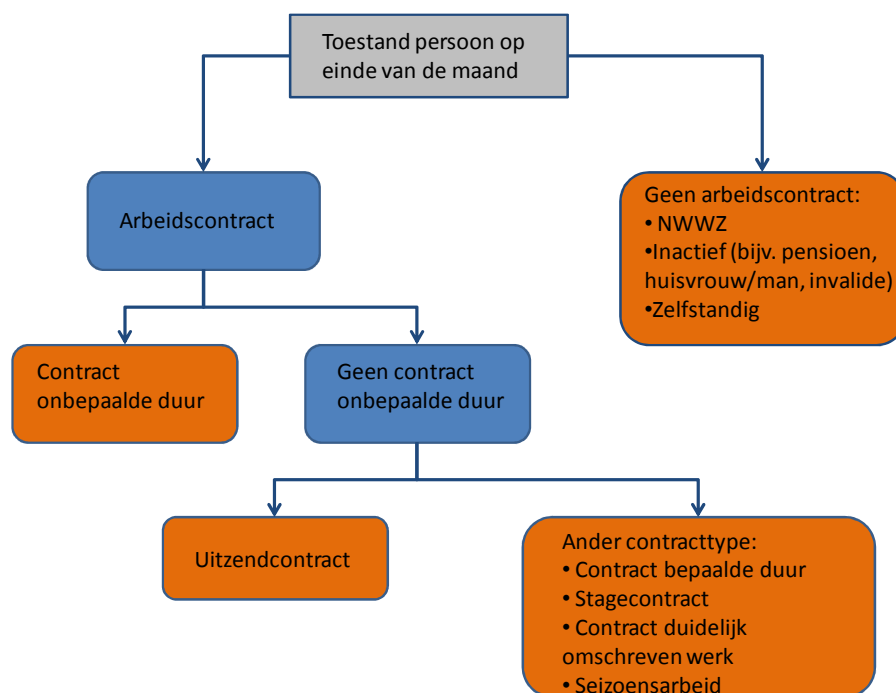 Toestand persoon op
einde van de maand
Arbeidscontract
Geen arbeidscontract:
• NWWZ
• Inactief (bijv. pensioen,
huisvrouw/man, invalide)
•Zelfstandig
Contract
onbepaalde duur
Geen contract
onbepaalde duur
Uitzendcontract
Ander contracttype:
• Contract bepaalde duur
• Stagecontract
• Contract duidelijk
omschreven werk
• Seizoensarbeid